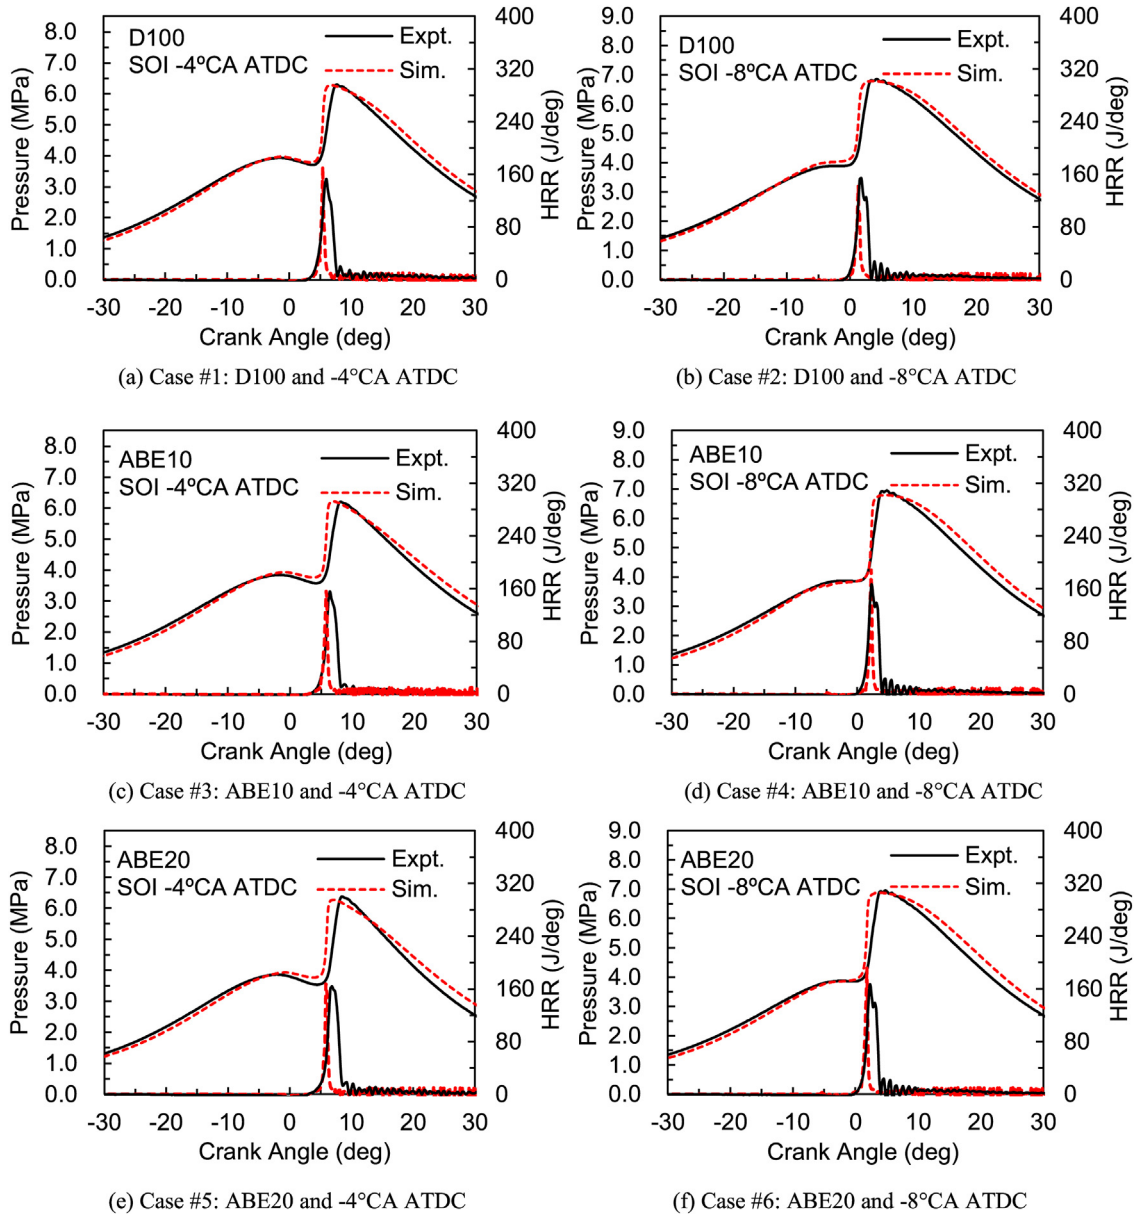 8.0
7.0
6.0
5.0
4.0
3.0
2.0
1.0
0.0
Pressure (MPa)
D100
SOI -4ºCA ATDC
Expt.
Sim.
400
320
240
160
80
0
HRR (J/deg)
-30 -20 -10 0 10 20 30
Crank Angle (deg)
(a) Case #1: D100 and -4°CA ATDC
9.0
8.0
7.0
6.0
5.0
4.0
3.0
2.0
1.0
0.0
Pressure (MPa)
D100
SOI -8ºCA ATDC
Expt.
Sim.
400
320
240
160
80
0
HRR (J/deg)
-30 -20 -10 0 10 20 30
Crank Angle (deg)
(b) Case #2: D100 and -8°CA ATDC
8.0
7.0
6.0
5.0
4.0
3.0
2.0
1.0
0.0
Pressure (MPa)
ABE10
SOI -4ºCA ATDC
Expt.
Sim.
400
320
240
160
80
0
HRR (J/deg)
-30 -20 -10 0 10 20 30
Crank Angle (deg)
(c) Case #3: ABE10 and -4°CA ATDC
9.0
8.0
7.0
6.0
5.0
4.0
3.0
2.0
1.0
0.0
Pressure (MPa)
ABE10
SOI -8ºCA ATDC
Expt.
Sim.
400
320
240
160
80
0
HRR (J/deg)
-30 -20 -10 0 10 20 30
Crank Angle (deg)
(d) Case #4: ABE10 and -8°CA ATDC
8.0
7.0
6.0
5.0
4.0
3.0
2.0
1.0
0.0
Pressure (MPa)
ABE20
SOI -4ºCA ATDC
Expt.
Sim.
400
320
240
160
80
0
HRR (J/deg)
-30 -20 -10 0 10 20 30
Crank Angle (deg)
(e) Case #5: ABE20 and -4°CA ATDC
9.0
8.0
7.0
6.0
5.0
4.0
3.0
2.0
1.0
0.0
Pressure (MPa)
ABE20
SOI -8ºCA ATDC
Expt.
Sim.
400
320
240
160
80
0
HRR (J/deg)
-30 -20 -10 0 10 20 30
Crank Angle (deg)
(f) Case #6: ABE20 and -8°CA ATDC